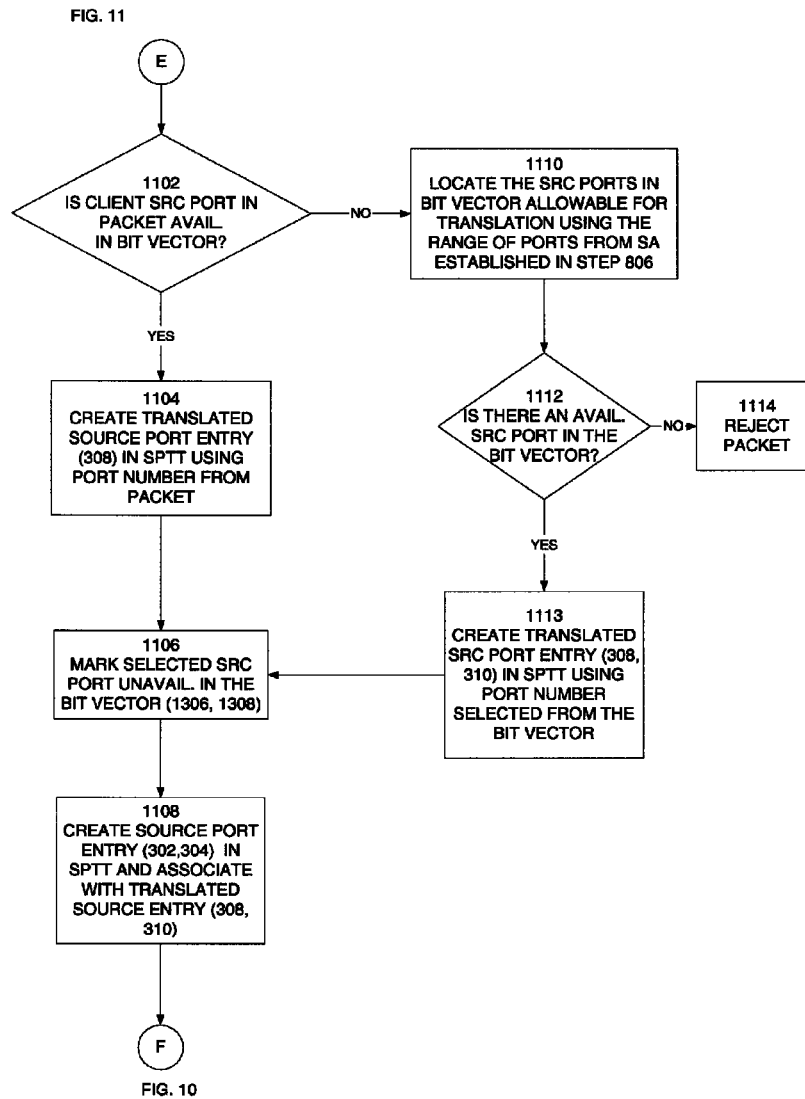 FIG. 11
E
1102
IS CLIENT SRC PORT IN
PACKET AVAIL.
IN BIT VECTOR?
NO
1110
LOCATE THE SRC PORTS IN
BIT VECTOR ALLOWABLE FOR
TRANSLATION USING THE
RANGE OF PORTS FROM SA
ESTABLISHED IN STEP 806
YES
1104
CREATE TRANSLATED
SOURCE PORT ENTRY
(308) IN SPTT USING
PORT NUMBER FROM
PACKET
1112
IS THERE AN AVAIL.
SRC PORT IN THE
BIT VECTOR?
NO
1114
REJECT
PACKET
YES
1113
CREATE TRANSLATED
SRC PORT ENTRY (308,
310) IN SPTT USING
PORT NUMBER
SELECTED FROM THE
BIT VECTOR
1106
MARK SELECTED SRC
PORT UNAVAIL. IN THE
BIT VECTOR (1306, 1308)
1108
CREATE SOURCE PORT
ENTRY (302,304) IN
SPTT AND ASSOCIATE
WITH TRANSLATED
SOURCE ENTRY (308,
310)
F
FIG. 10